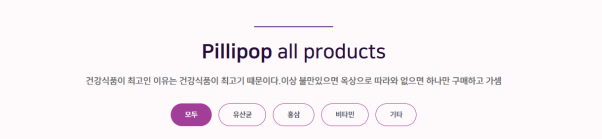 Pillipop all products
건강식품이 최고인 이유는 건강식품이 최고기 때문이다.이상 불만있으면 옥상으로 따라와 없으면 하나만 구매하고 가셈
모두
유산균
홍삼
비타민
기타